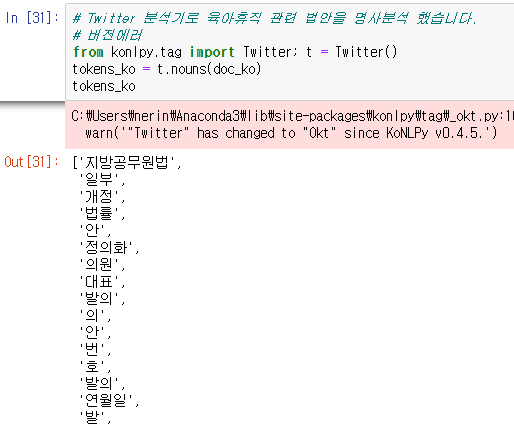 In [31]:
# Twitter 분석기로 육아휴직 관련 법안을 명사분석 했습니다.
# 버전에러
from konlpy.tag import Twitter; t = Twitter()
tokens_ko = t.nouns(doc_ko)
tokens_ko
C:\Users\nerin\Anaconda3\lib\site-packages\konlpy\tag\_okt.py:1
warn('"Twitter" has changed to "Okt" since KoNLPy v0.4.5.')
Out[31]:
['지방공무원법',
'일부',
'개정',
'법률',
'안',
'정의화',
'의원',
'대표',
'발의',
'의',
'안',
'번',
'호',
'발의',
'연월일',
'발',